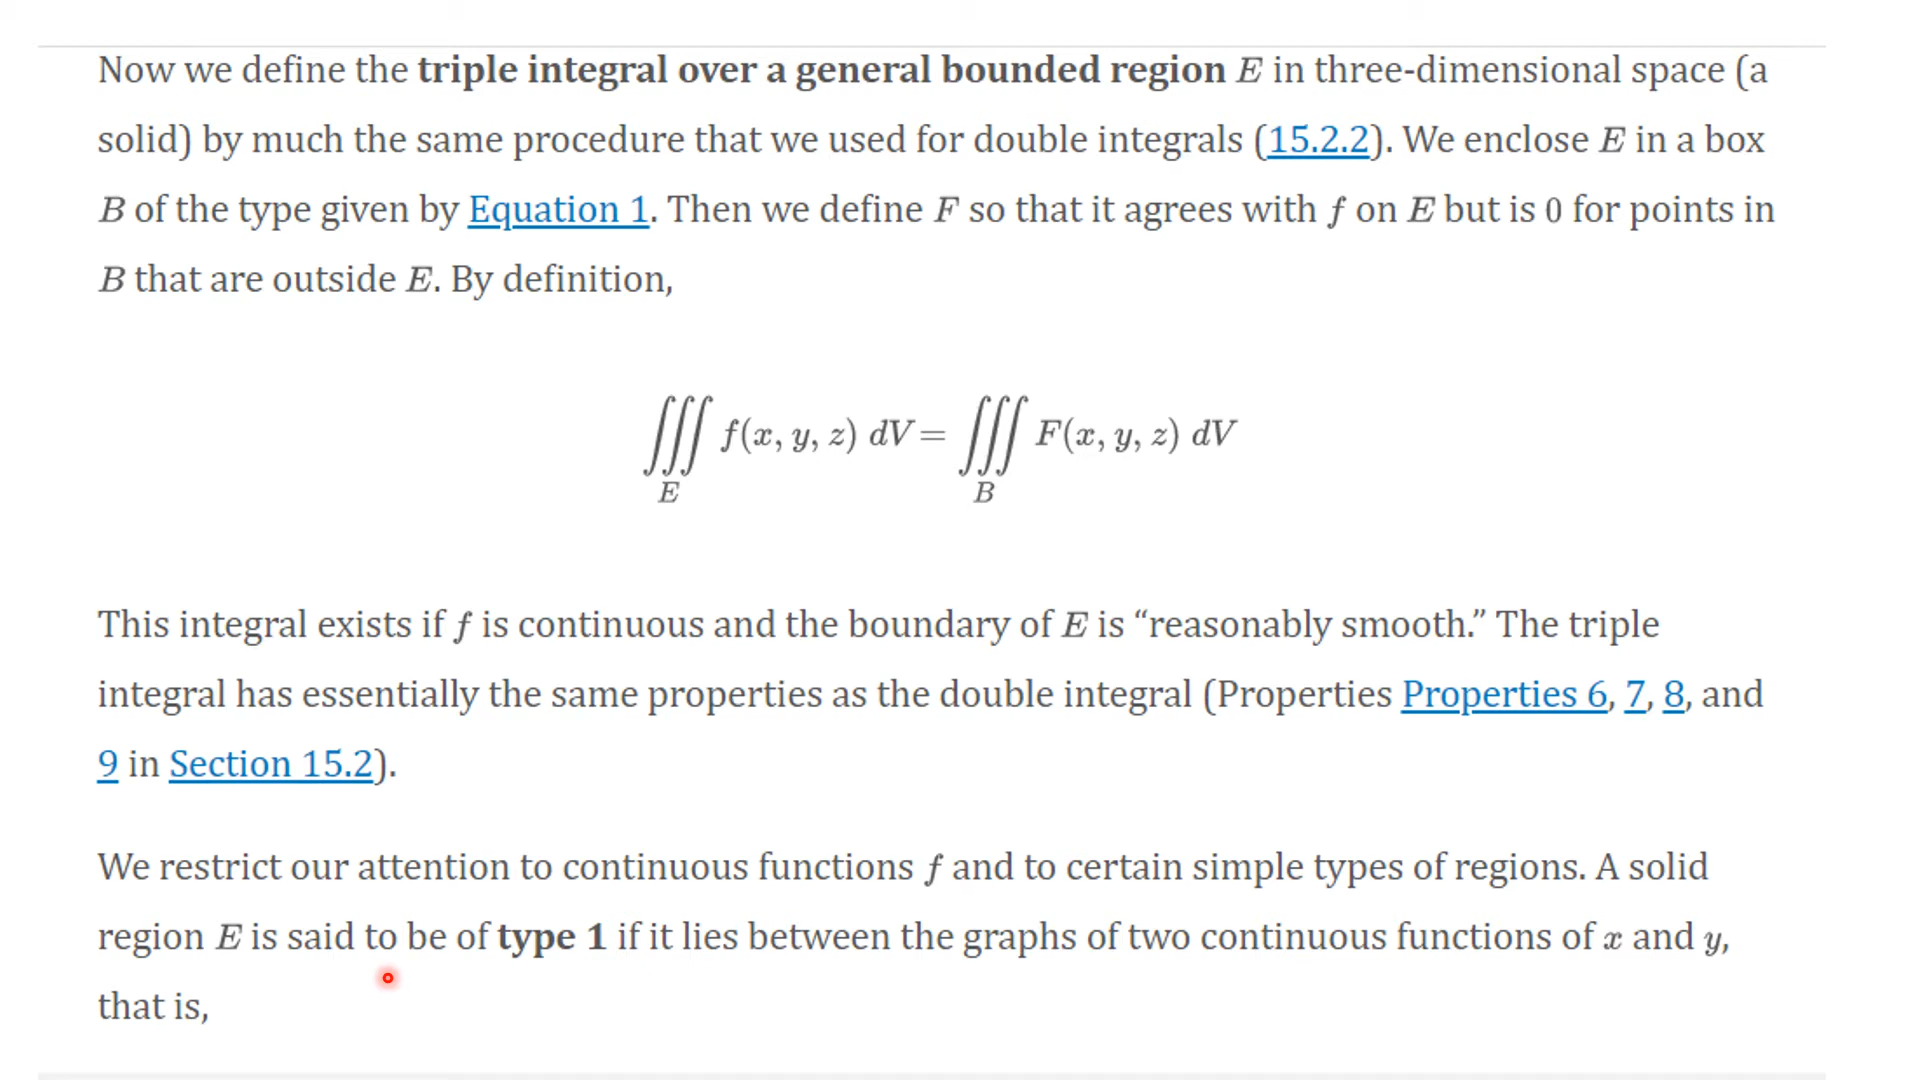 Now we define the triple integral over a general bounded region E in three-dimensional space (a
solid) by much the same procedure that we used for double integrals (15.2.2). We enclose E in a box
B of the type given by Equation 1. Then we define F so that it agrees with f on E but is 0 for points in
B that are outside E. By definition,
∭_E f(x, y, z) dV = ∭_B F(x, y, z) dV
This integral exists if f is continuous and the boundary of E is “reasonably smooth.” The triple
integral has essentially the same properties as the double integral (Properties Properties 6, 7, 8, and
9 in Section 15.2).
We restrict our attention to continuous functions f and to certain simple types of regions. A solid
region E is said to be of type 1 if it lies between the graphs of two continuous functions of x and y,
that is,